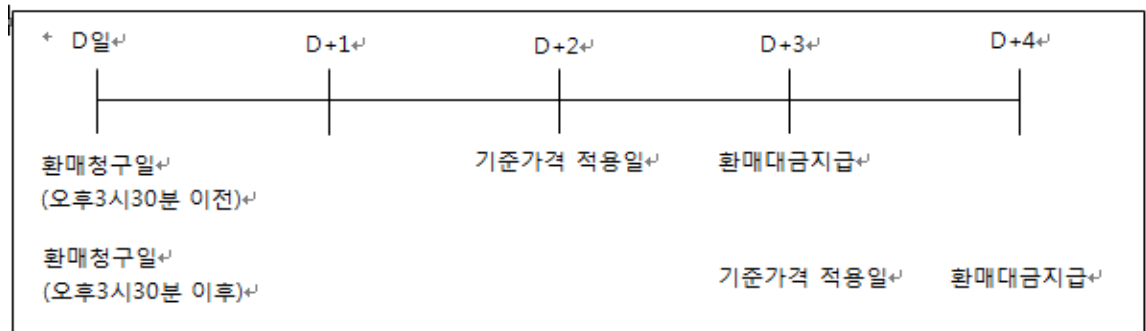 D일↵ D+1↵ D+2↵ D+3↵ D+4↵
환매청구일↵ 기준가격 적용일↵ 환매대금지급↵
(오후3시30분 이전)↵
환매청구일↵
(오후3시30분 이후)↵ 기준가격 적용일↵ 환매대금지급↵